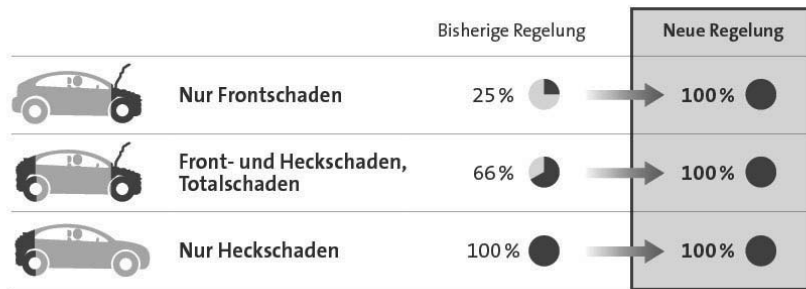 Bisherige Regelung Neue Regelung
Nur Frontschaden 25 % 100 %
Front- und Heckschaden,
Totalschaden 66 % 100 %
Nur Heckschaden 100 % 100 %